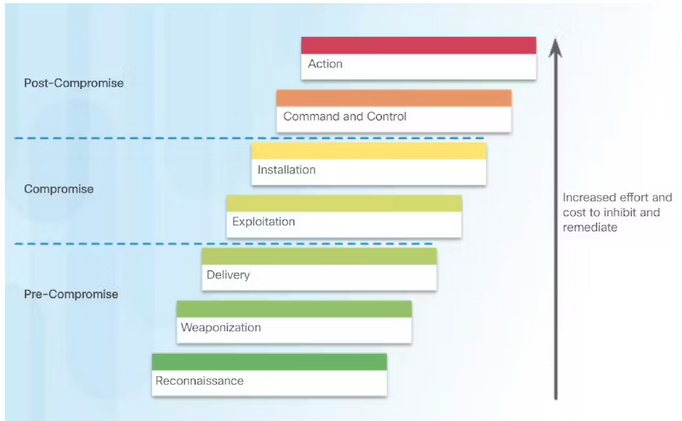 Action
Post-Compromise
Command and Control
Installation
Compromise
Increased effort and
cost to inhibit and
remediate
Exploitation
Delivery
Pre-Compromise
Weaponization
Reconnaissance